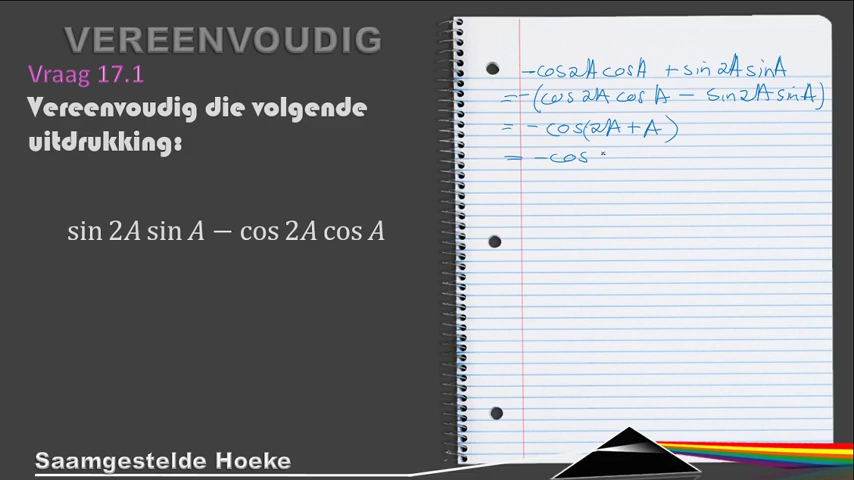 VEREENVOUDIG
Vraag 17.1
Vereenvoudig die volgende
uitdrukking:
sin 2A sin A − cos 2A cos A
-cos2A cosA + sin2A sinA
= -(cos2A cosA - sin2A sinA)
= -cos(2A+A)
= -cos
Saamgestelde Hoeke